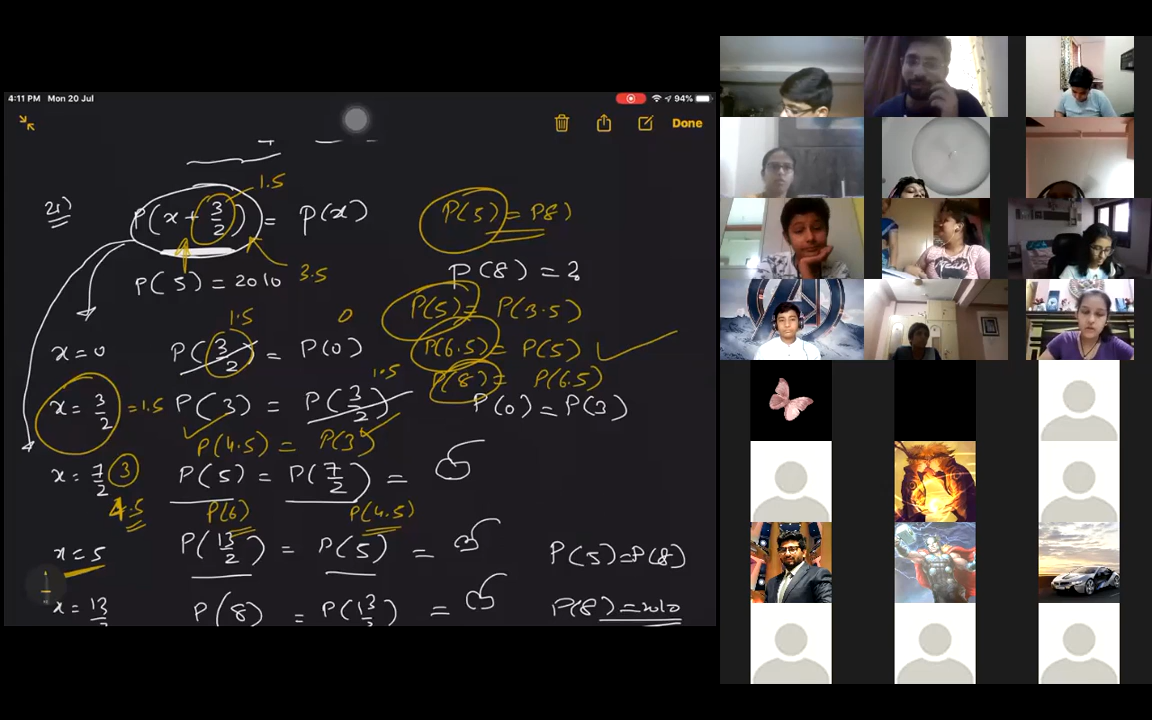 4:11 PM Mon 20 Jul 94%
Done
21) P(x + 3/2) = P(x)
1.5
P(5) = P8)
P(5) = 2010
3.5
P(8) = ?
P(5) = P(3.5)
1.5 0
x=0 P(3/2) = P(0)
P(6.5) = P(5)
1.5
P(8) = P(6.5)
x = 3/2 = 1.5 P(3) = P(3/2)
P(0) = P(3)
P(4.5) = P(3)
x = 7/2 3 P(5) = P(7/2) =
4.5 P(6) P(4.5)
x = 5 P(13/2) = P(5) =
P(5)=P(8)
x = 13/2 P(8) = P(13/2) =
P(8) = 2010